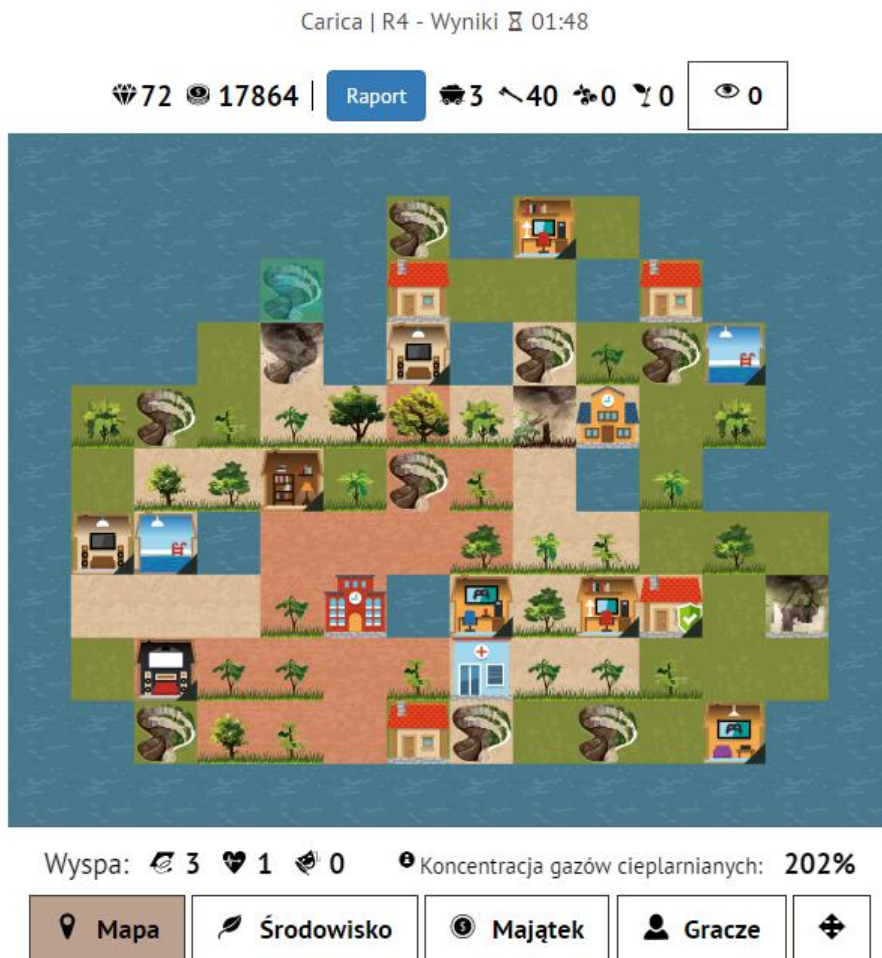 Carica | R4 - Wyniki 01:48
72 17864 | Raport 3 40 0 0 0
Wyspa: 3 1 0 Koncentracja gazów cieplarnianych: 202%
Mapa Środowisko Majątek Gracze